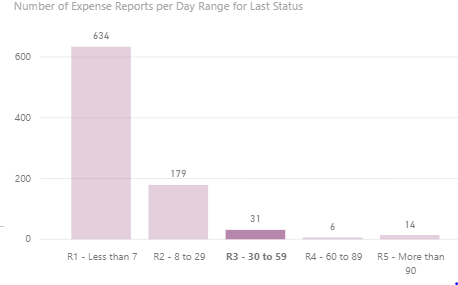 Number of Expense Reports per Day Range for Last Status
634
600
400
200
179
31
6
14
0
R1 - Less than 7
R2 - 8 to 29
R3 - 30 to 59
R4 - 60 to 89
R5 - More than
90